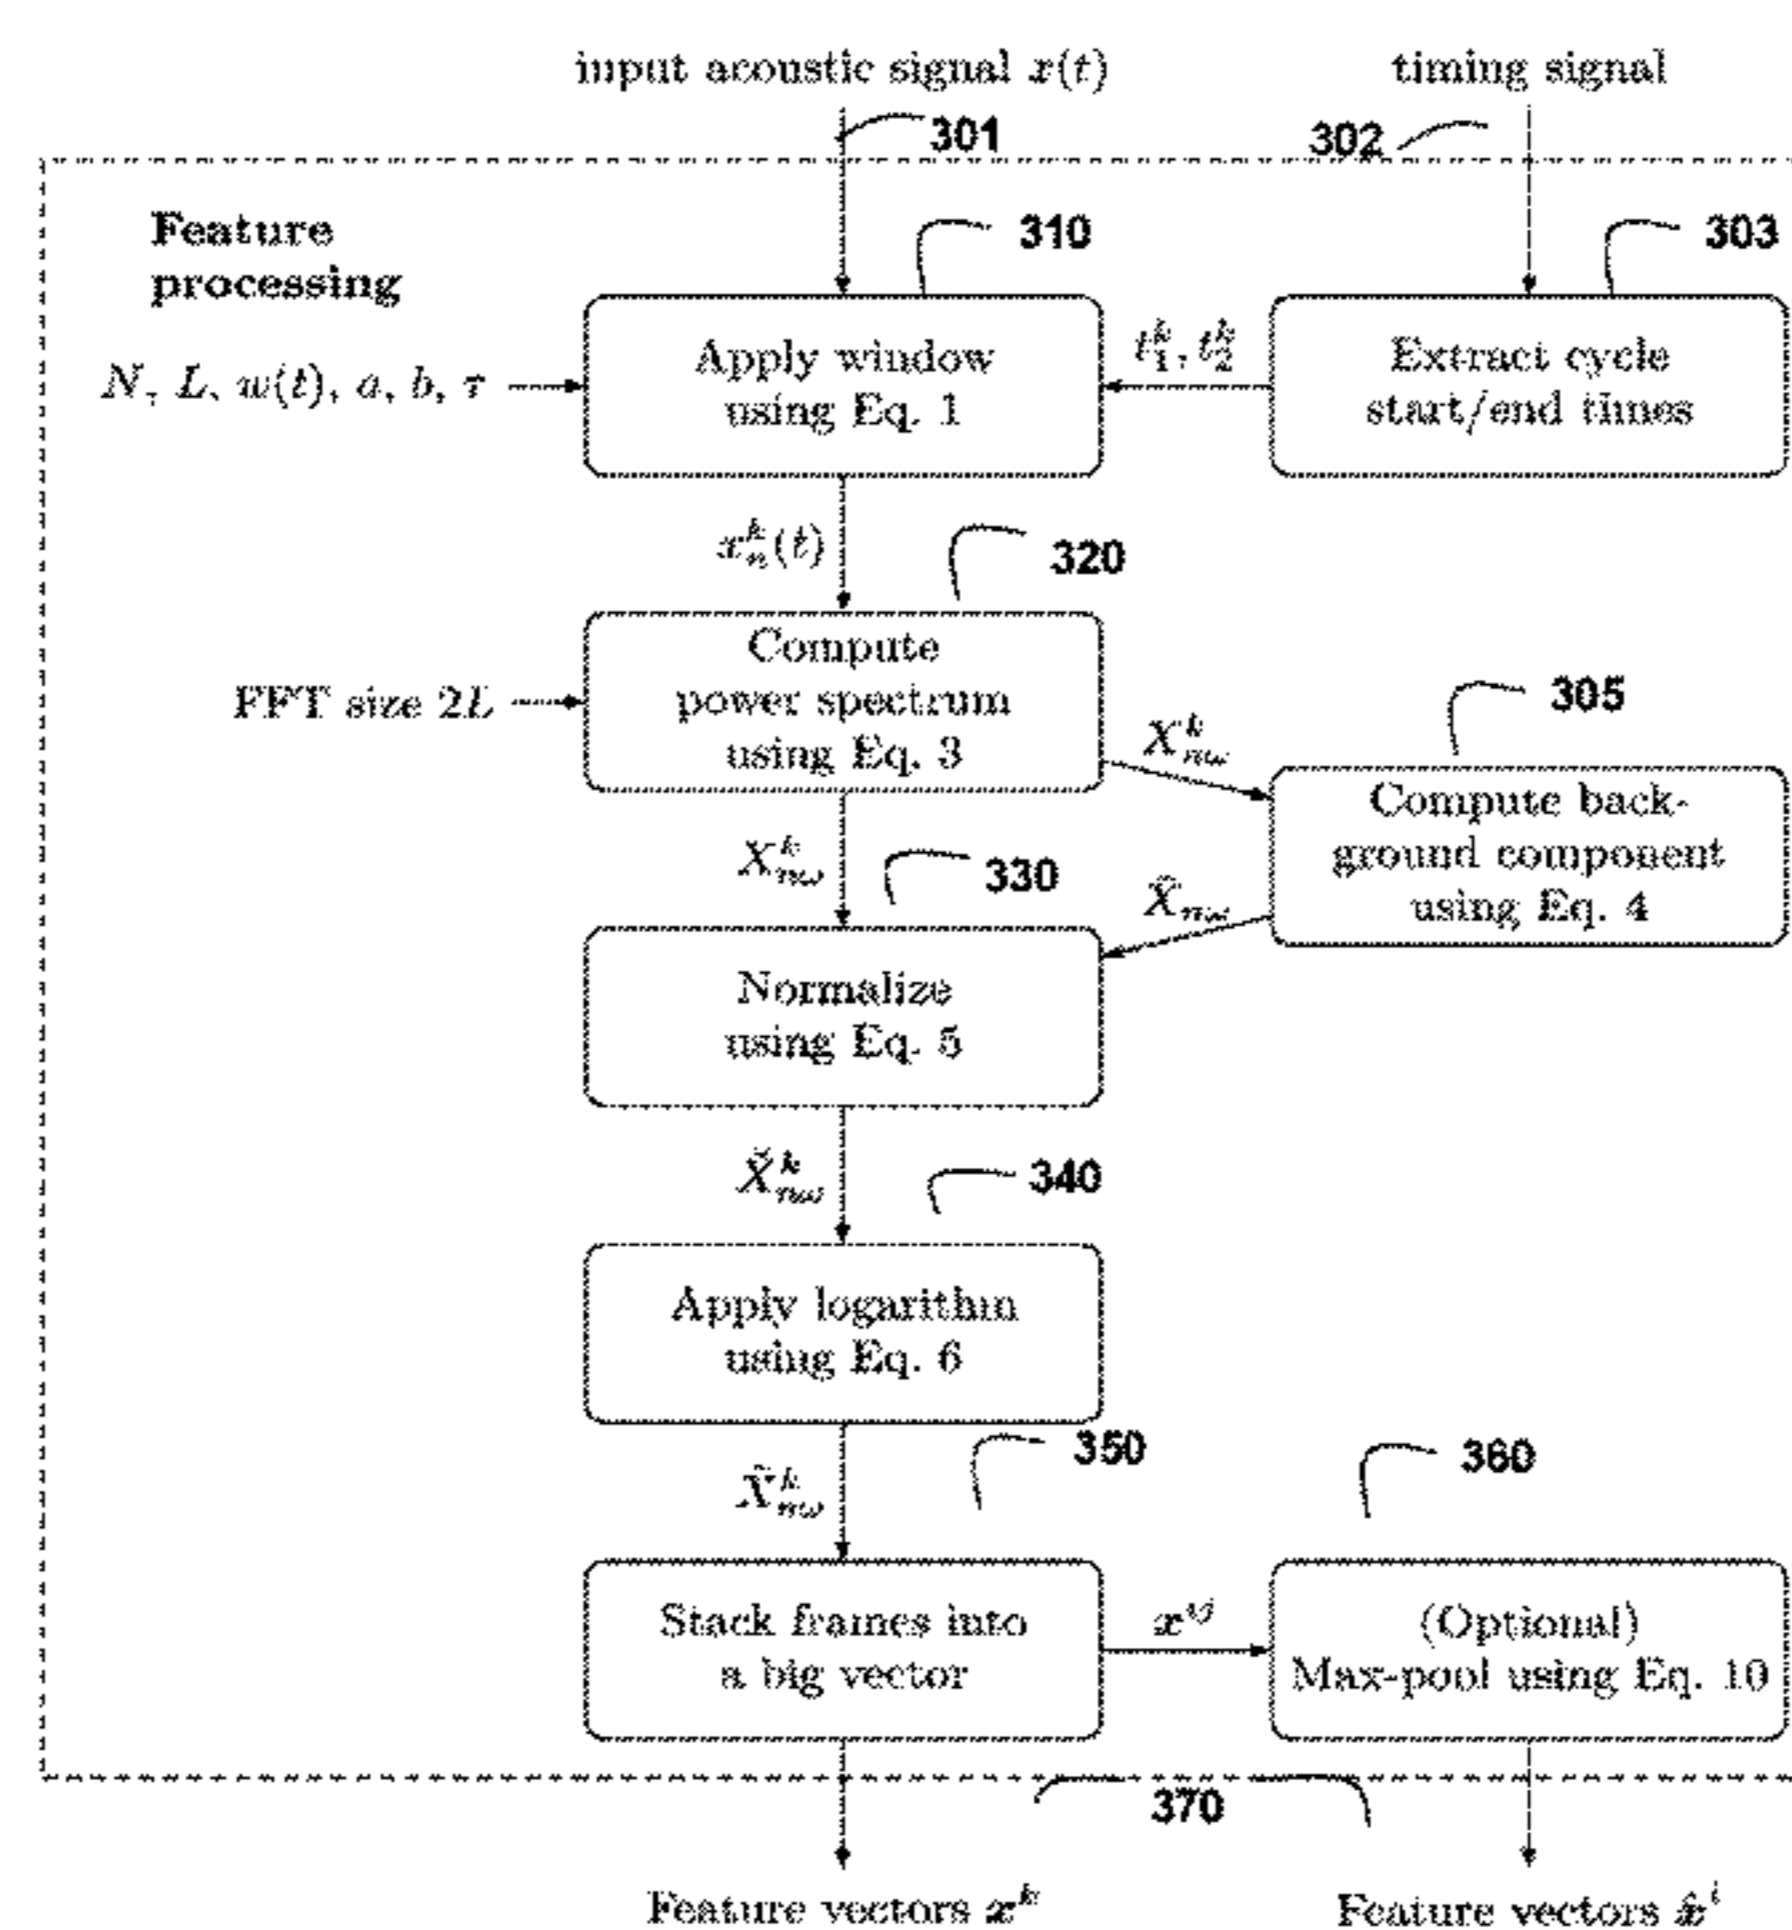 input acoustic signal x(t)
timing signal
301
302
Feature
processing
310
303
N, L, w(t), a, b, τ
Apply window
using Eq. 1
t₁ᵏ, t₂ᵏ
Extract cycle
start/end times
xₙᵏ(t)
320
FFT size 2L
Compute
power spectrum
using Eq. 3
Xₙωᵏ
305
Compute back-
ground component
using Eq. 4
Xₙωᵏ
330
X̂ₙω
Normalize
using Eq. 5
X̆ₙωᵏ
340
Apply logarithm
using Eq. 6
350
360
X̃ₙωᵏ
Stack frames into
a big vector
xⁱʲ
(Optional)
Max-pool using Eq. 10
370
Feature vectors xᵏ
Feature vectors x̂ⁱ